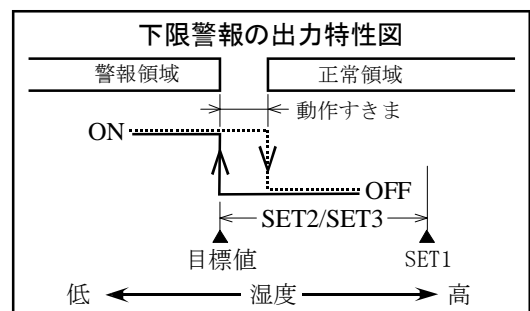 下限警報の出力特性図
警報領域 正常領域
動作すきま
ON
OFF
SET2/SET3
目標値 SET1
低 湿度 高